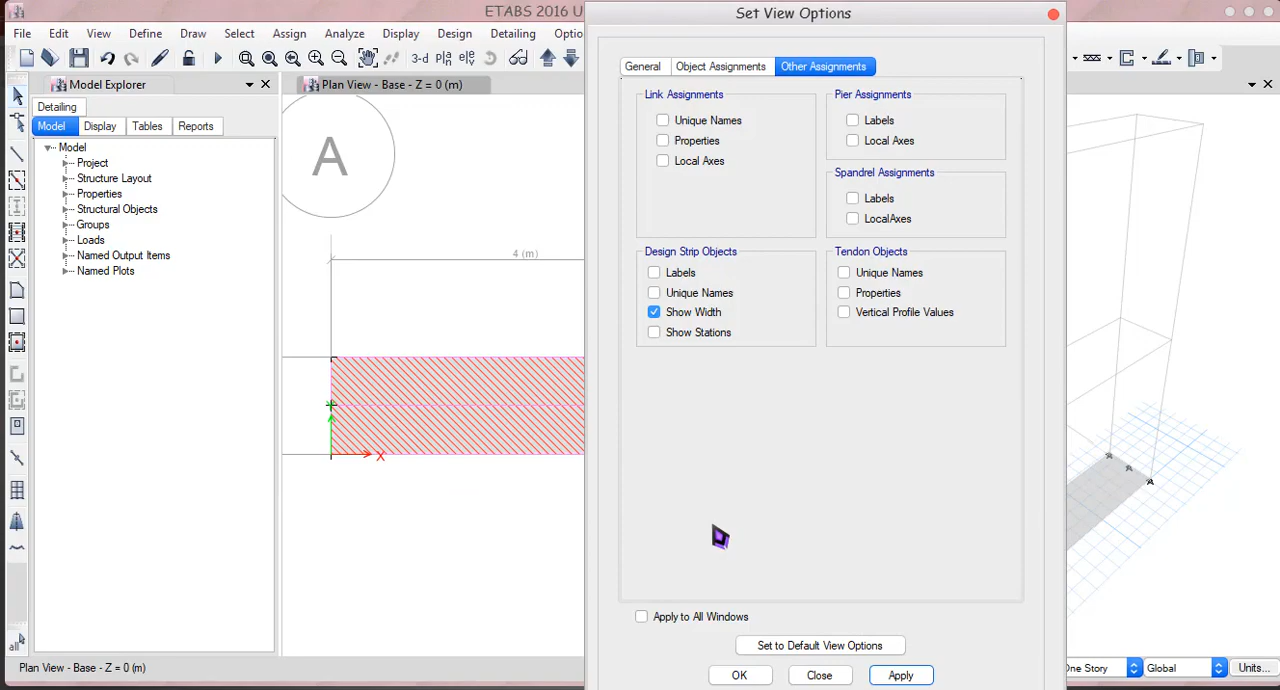 ETABS 2016 U
Set View Options
File Edit View Define Draw Select Assign Analyze Display Design Detailing Optio
3-d
Model Explorer
Plan View - Base - Z = 0 (m)
Detailing
Model Display Tables Reports
Model
Project
Structure Layout
Properties
Structural Objects
Groups
Loads
Named Output Items
Named Plots
A
4 (m)
X
General Object Assignments Other Assignments
Link Assignments
Unique Names
Properties
Local Axes
Pier Assignments
Labels
Local Axes
Spandrel Assignments
Labels
LocalAxes
Design Strip Objects
Labels
Unique Names
Show Width
Show Stations
Tendon Objects
Unique Names
Properties
Vertical Profile Values
Apply to All Windows
Set to Default View Options
OK Close Apply
all
Plan View - Base - Z = 0 (m)
One Story Global Units...